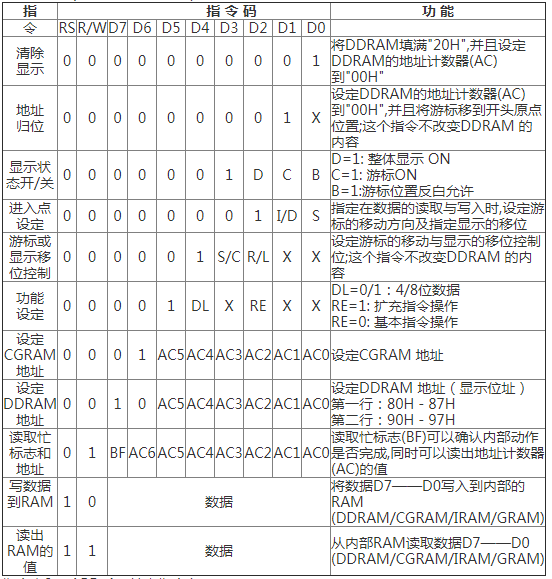 指 指 令 码 功 能
令 RS R/W D7 D6 D5 D4 D3 D2 D1 D0
清除
显示
0 0 0 0 0 0 0 0 0 1
将DDRAM填满"20H",并且设定
DDRAM的地址计数器(AC)
到"00H"
地址
归位
0 0 0 0 0 0 0 0 1 X
设定DDRAM的地址计数器(AC)
到"00H",并且将游标移到开头原点
位置;这个指令不改变DDRAM 的
内容
显示状
态开/关
0 0 0 0 0 0 1 D C B
D=1: 整体显示 ON
C=1: 游标ON
B=1:游标位置反白允许
进入点
设定
0 0 0 0 0 0 0 1 I/D S
指定在数据的读取与写入时,设定游
标的移动方向及指定显示的移位
游标或
显示移
位控制
0 0 0 0 0 1 S/C R/L X X
设定游标的移动与显示的移位控制
位;这个指令不改变DDRAM 的内
容
功能
设定
0 0 0 0 1 DL X RE X X
DL=0/1：4/8位数据
RE=1: 扩充指令操作
RE=0: 基本指令操作
设定
CGRAM
地址
0 0 0 1 AC5 AC4 AC3 AC2 AC1 AC0
设定CGRAM 地址
设定
DDRAM
地址
0 0 1 0 AC5 AC4 AC3 AC2 AC1 AC0
设定DDRAM 地址（显示位址）
第一行：80H－87H
第二行：90H－97H
读取忙
标志和
地址
0 1 BF AC6 AC5 AC4 AC3 AC2 AC1 AC0
读取忙标志(BF)可以确认内部动作
是否完成,同时可以读出地址计数器
(AC)的值
写数据
到RAM
1 0 数据
将数据D7——D0写入到内部的
RAM
(DDRAM/CGRAM/IRAM/GRAM)
读出
RAM的
值
1 1 数据
从内部RAM读取数据D7——D0
(DDRAM/CGRAM/IRAM/GRAM)